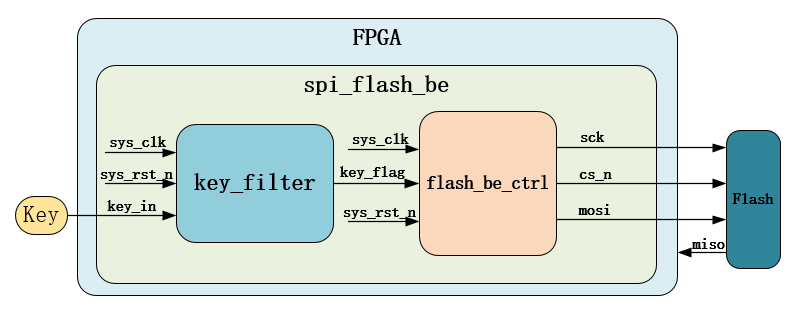 FPGA
spi_flash_be
sys_clk
sys_rst_n
key_in
Key
key_filter
sys_clk
key_flag
sys_rst_n
flash_be_ctrl
sck
cs_n
mosi
miso
Flash